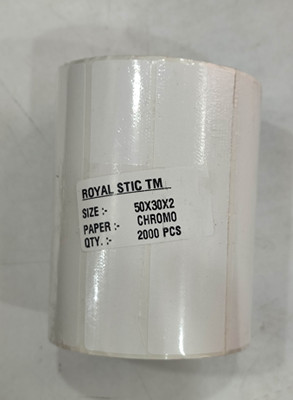 ROYAL STIC TM
SIZE :- 50X30X2
PAPER :- CHROMO
QTY. :- 2000 PCS